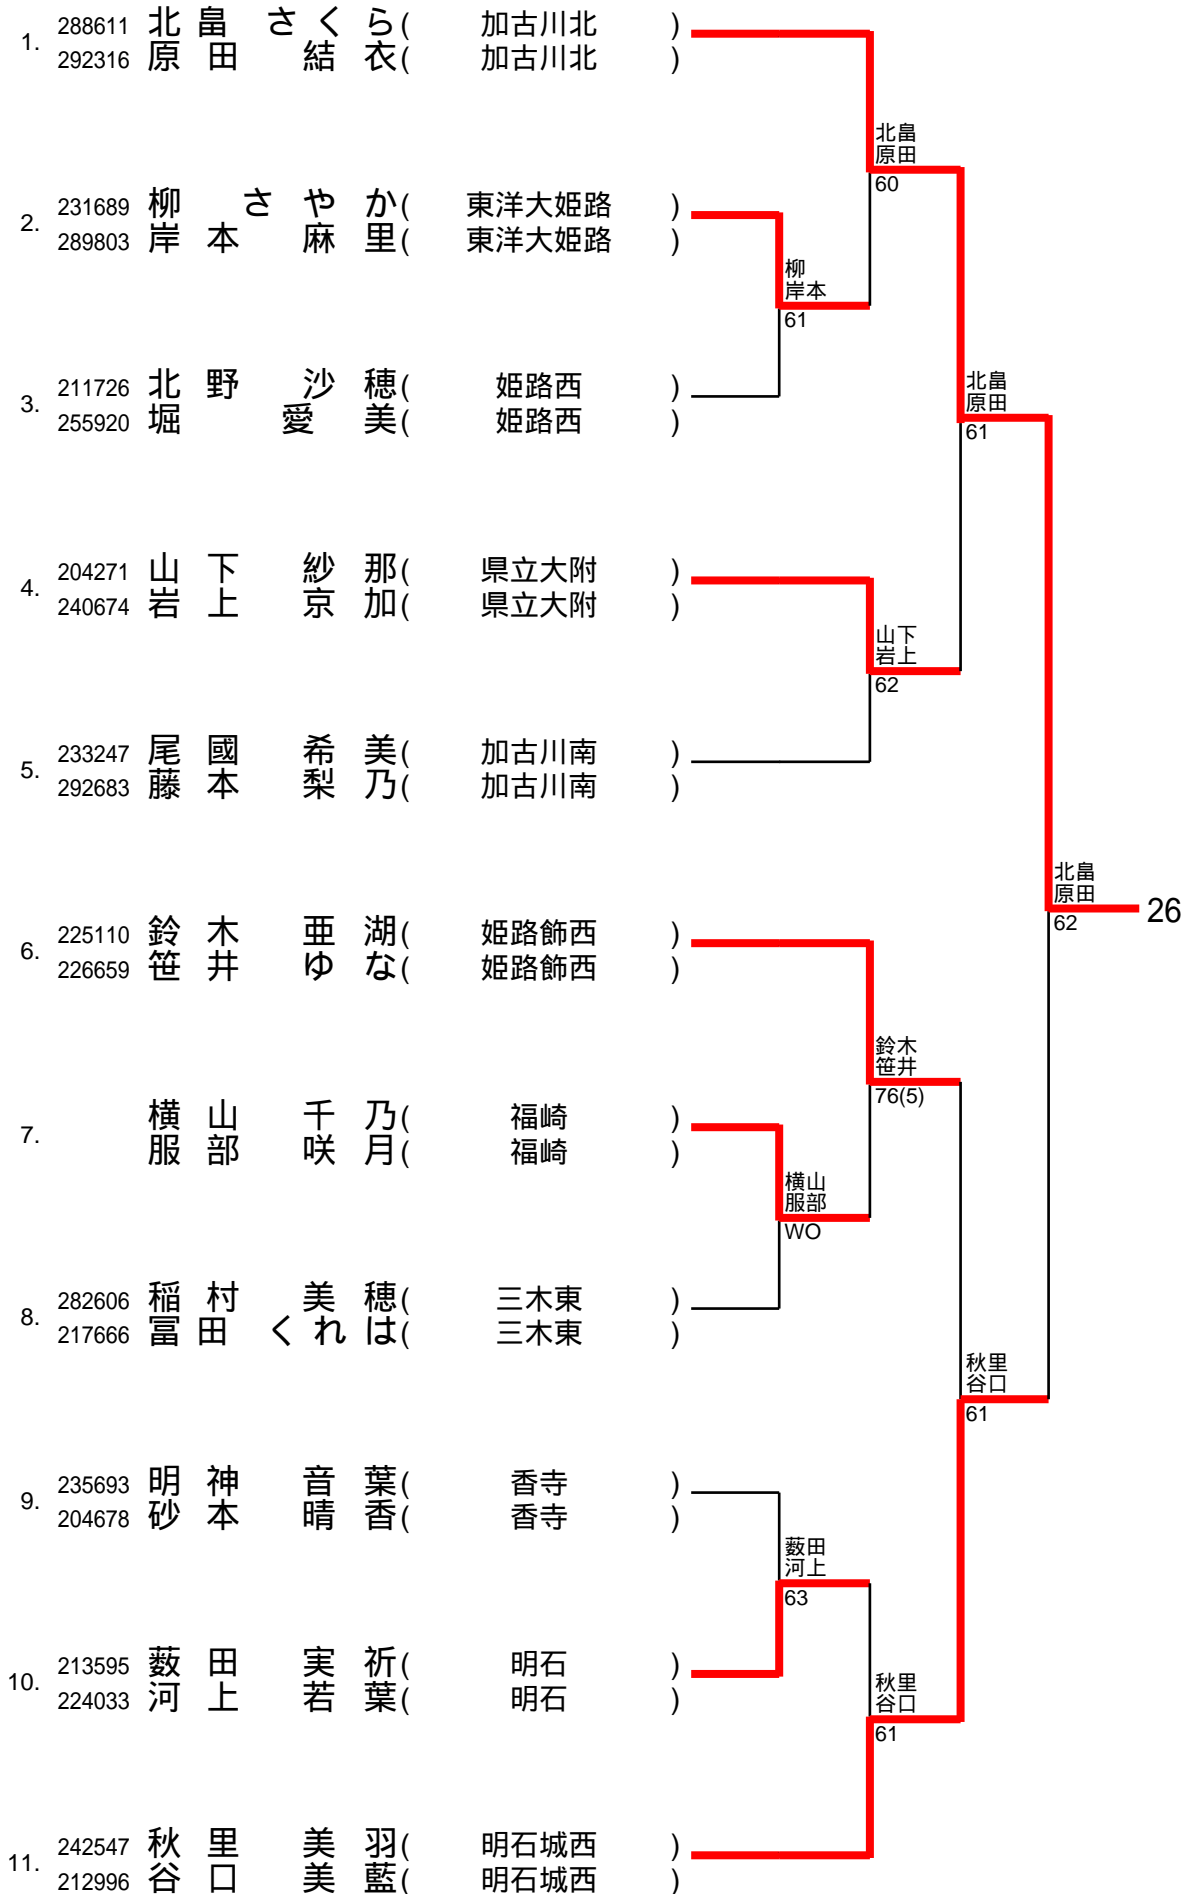 1. 288611 北畠 さくら( 加古川北 )
292316 原田 結衣( 加古川北 )
北畠
原田
60
2. 231689 柳 さやか( 東洋大姫路 )
289803 岸本 麻里( 東洋大姫路 )
柳
岸本
61
3. 211726 北野 沙穂( 姫路西 )
255920 堀 愛美( 姫路西 )
北畠
原田
61
4. 204271 山下 紗那( 県立大附 )
240674 岩上 京加( 県立大附 )
山下
岩上
62
5. 233247 尾國 希美( 加古川南 )
292683 藤本 梨乃( 加古川南 )
北畠
原田
62
26
6. 225110 鈴木 亜湖( 姫路飾西 )
226659 笹井 ゆな( 姫路飾西 )
鈴木
笹井
76(5)
7. 横山 千乃( 福崎 )
服部 咲月( 福崎 )
横山
服部
WO
8. 282606 稲村 美穂( 三木東 )
217666 冨田 くれは( 三木東 )
秋里
谷口
61
9. 235693 明神 音葉( 香寺 )
204678 砂本 晴香( 香寺 )
薮田
河上
63
10. 213595 薮田 実祈( 明石 )
224033 河上 若葉( 明石 )
秋里
谷口
61
11. 242547 秋里 美羽( 明石城西 )
212996 谷口 美藍( 明石城西 )